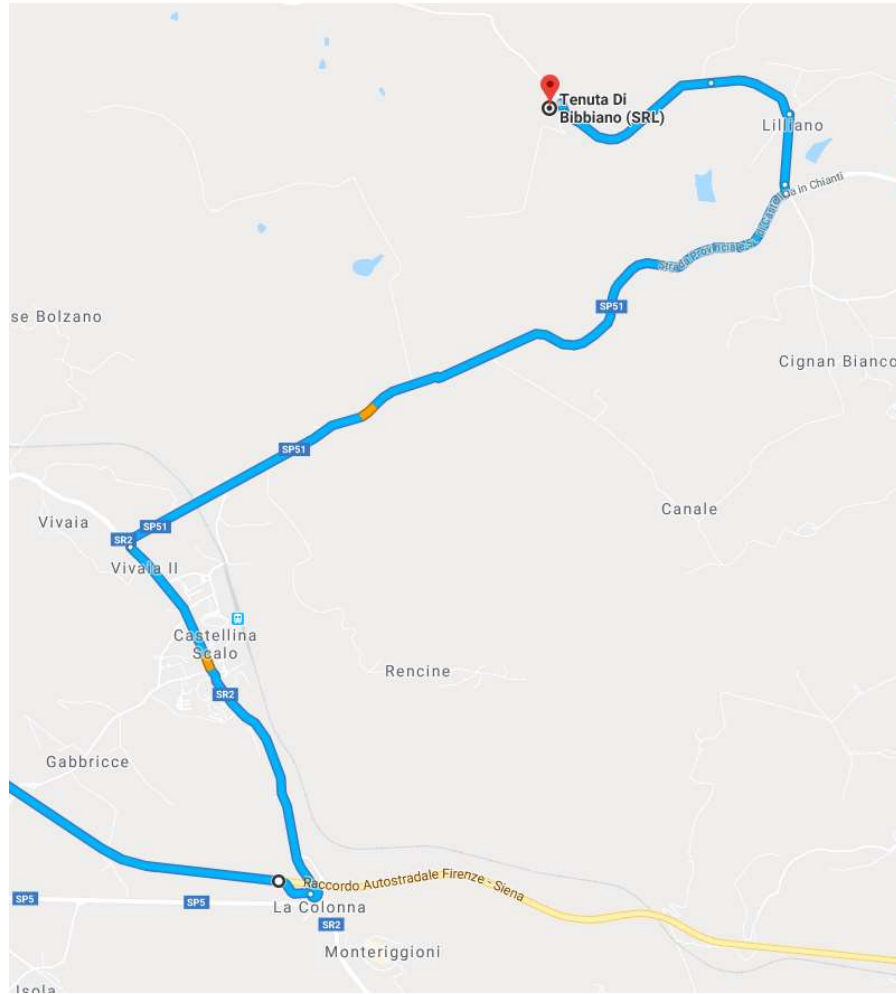 Tenuta Di
Bibbiano (SRL)
Lilliano
in Chianti
Strada Provinciale
SP51
se Bolzano
Cignan Bianco
SP51
Vivaia
SP51
SR2
Canale
Vivaia II
Castellina
Scalo
Rencine
SR2
Gabbricce
Raccordo Autostradale Firenze - Siena
SP5
SP5
La Colonna
SR2
Monteriggioni
Isola